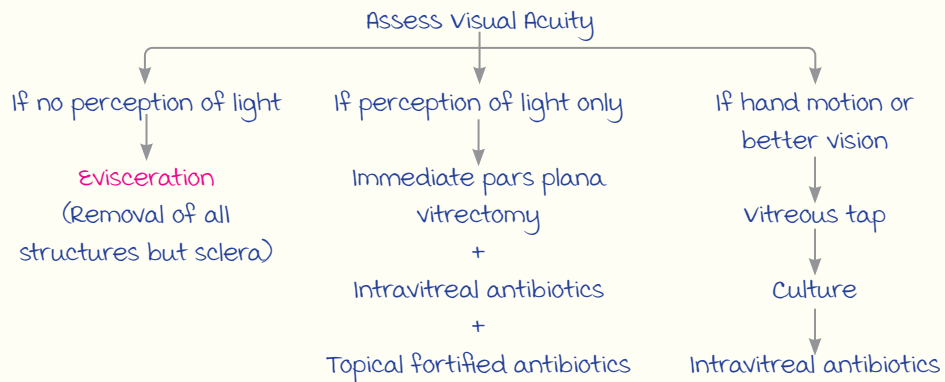 Assess Visual Acuity
If no perception of light
Evisceration
(Removal of all
structures but sclera)
If perception of light only
Immediate pars plana
vitrectomy
+
Intravitreal antibiotics
+
Topical fortified antibiotics
If hand motion or
better vision
Vitreous tap
Culture
Intravitreal antibiotics